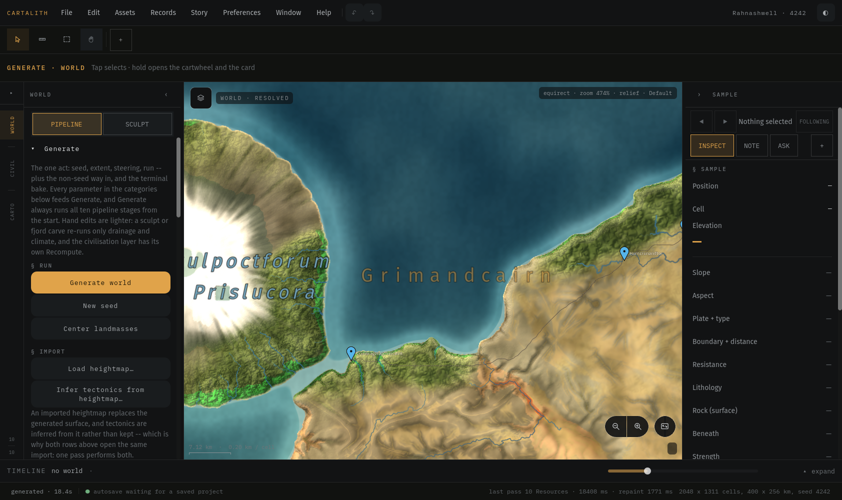 CARTALITH File Edit Assets Records Story Preferences Window Help Rahnashwell · 4242
GENERATE · WORLD Tap selects · hold opens the cartwheel and the card
WORLD
CIVIL
CARTO
WORLD
PIPELINE SCULPT
Generate
The one act: seed, extent, steering, run --
plus the non-seed way in, and the terminal
bake. Every parameter in the categories
below feeds Generate, and Generate
always runs all ten pipeline stages from
the start. Hand edits are lighter: a sculpt or
fjord carve re-runs only drainage and
climate, and the civilisation layer has its
own Recompute.
§ RUN
Generate world
New seed
Center landmasses
§ IMPORT
Load heightmap…
Infer tectonics from
heightmap…
An imported heightmap replaces the
generated surface, and tectonics are
inferred from it rather than kept -- which is
why both rows above open the same
import: one pass performs both.
WORLD · RESOLVED
equirect · room 4745 · relief · Default
ulpoctforum
Prislucora
Grimandcairn
SAMPLE
Nothing selected FOLLOWING
INSPECT NOTE ASK +
§ SAMPLE
Position —
Cell —
Elevation
Slope —
Aspect —
Plate + type —
Boundary + distance —
Resistance —
Lithology —
Rock (surface) —
Beneath —
Strength —
TIMELINE no world · expand
generated · 18.4s autosave waiting for a saved project last pass 10 Resources · 18400 ms · repaint 1771 ms 2048 x 1311 cells, 400 x 256 km, seed 4242